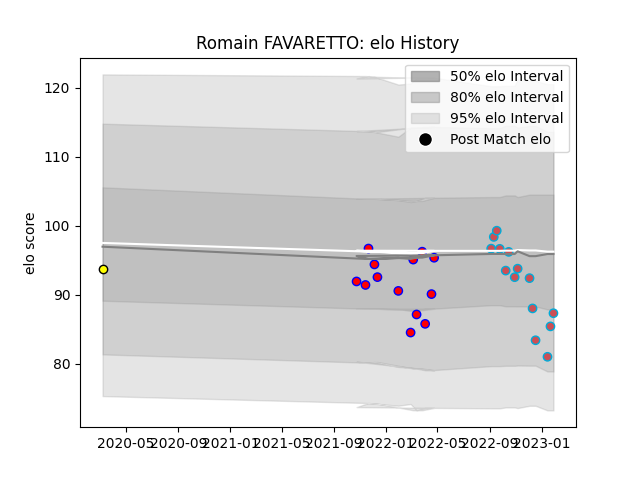 Romain FAVARETTO: elo History
50% elo Interval
80% elo Interval
95% elo Interval
Post Match elo
elo score
120
110
100
90
80
2020-05 2020-09 2021-01 2021-05 2021-09 2022-01 2022-05 2022-09 2023-01